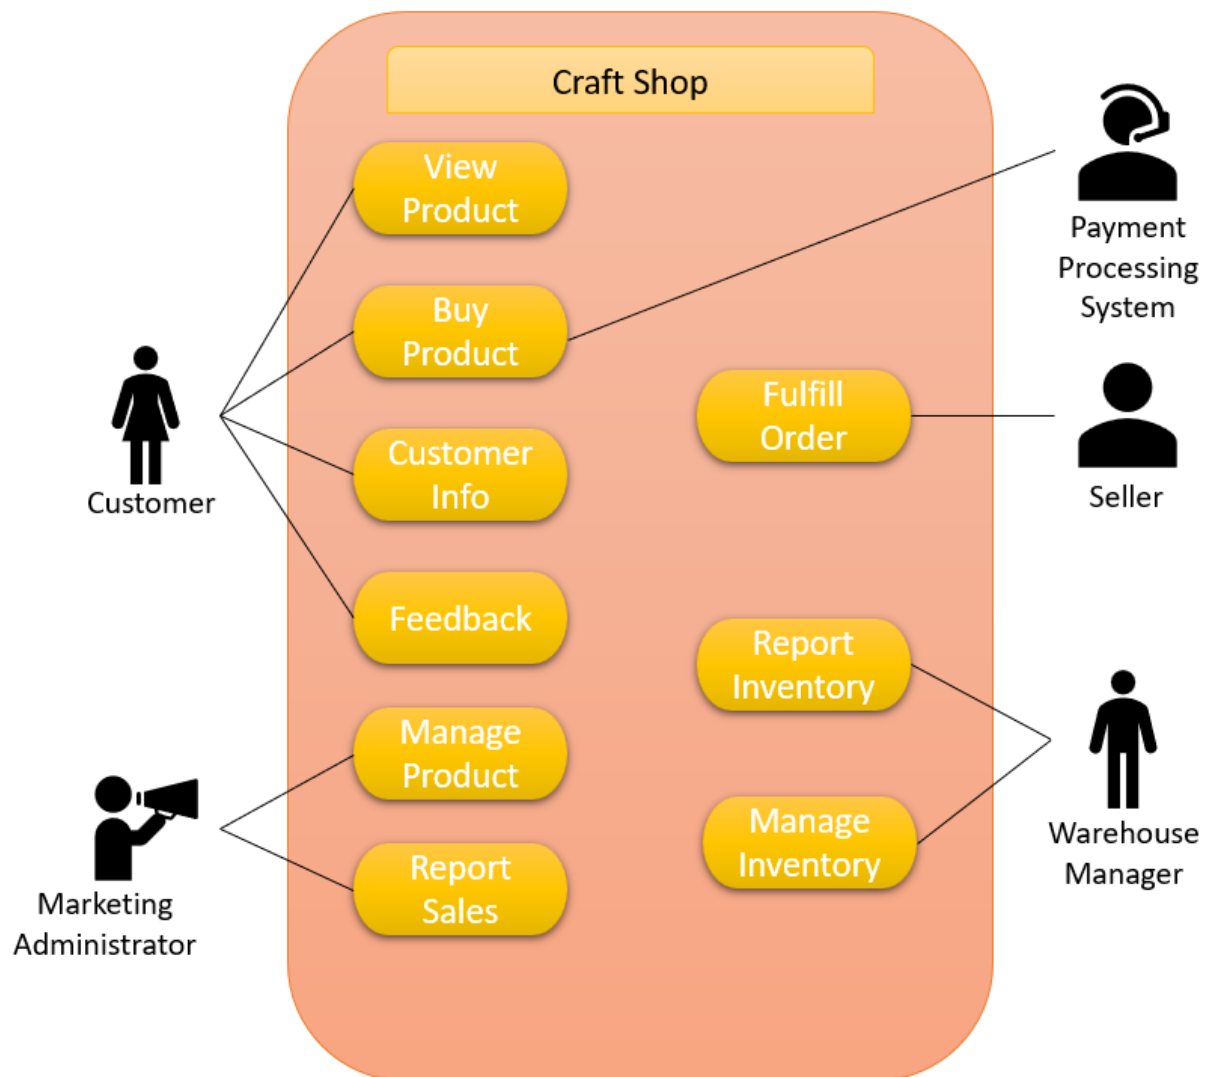 Craft Shop
View
Product
Buy
Product
Customer
Info
Feedback
Manage
Product
Report
Sales
Fulfill
Order
Report
Inventory
Manage
Inventory
Customer
Marketing
Administrator
Payment
Processing
System
Seller
Warehouse
Manager